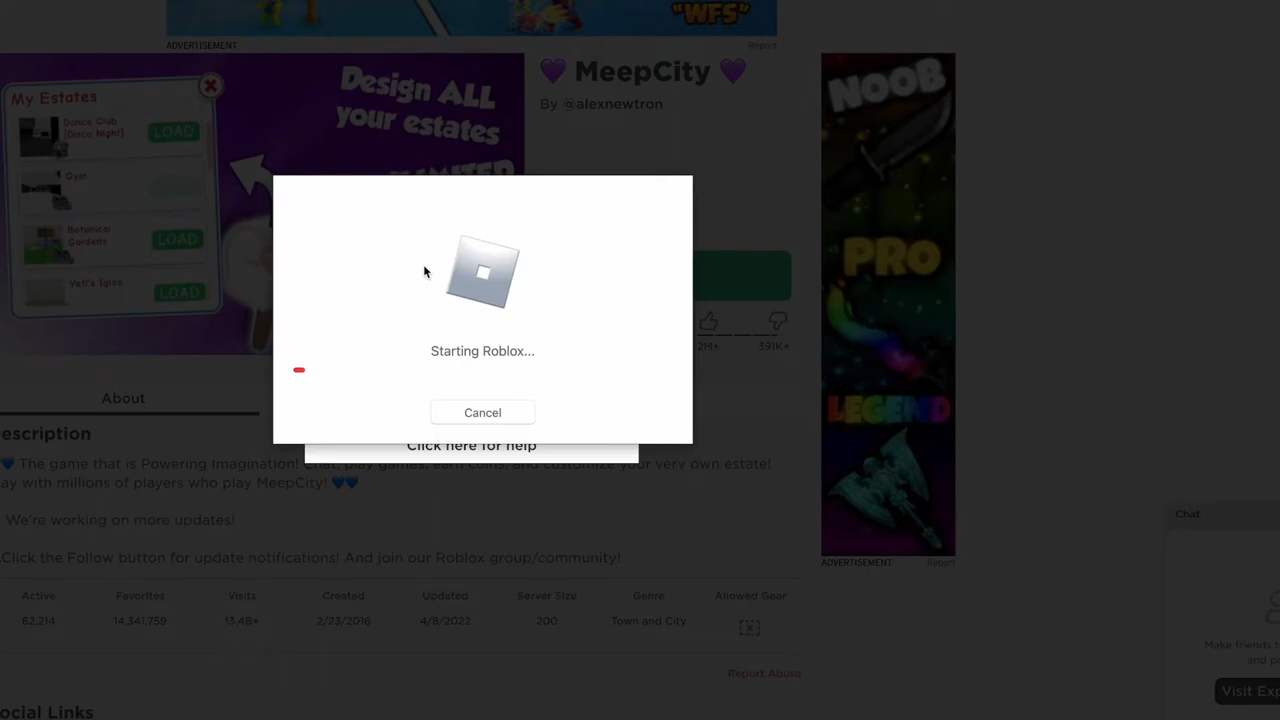 "WFS"
ADVERTISEMENT
Report
My Estates
Dance Club
[Disco Night]
LOAD
Gym
Botanical
Gardens
LOAD
Yeti's Igloo
LOAD
Design ALL
your estates
💜 MeepCity 💜
By @alexnewtron
2M+
391K+
NOOB
PRO
LEGEND
ADVERTISEMENT
Report
Starting Roblox...
Cancel
Click here for help
About
escription
💙 The game that is Powering Imagination! Chat, play games, earn coins, and customize your very own estate!
ay with millions of players who play MeepCity! 💙💙
We're working on more updates!
Click the Follow button for update notifications! And join our Roblox group/community!
Active
Favorites
Visits
Created
Updated
Server Size
Genre
Allowed Gear
62,214
14,341,759
13.4B+
2/23/2016
4/8/2022
200
Town and City
Report Abuse
ocial Links
Chat
Make friends t
and p
Visit Exp